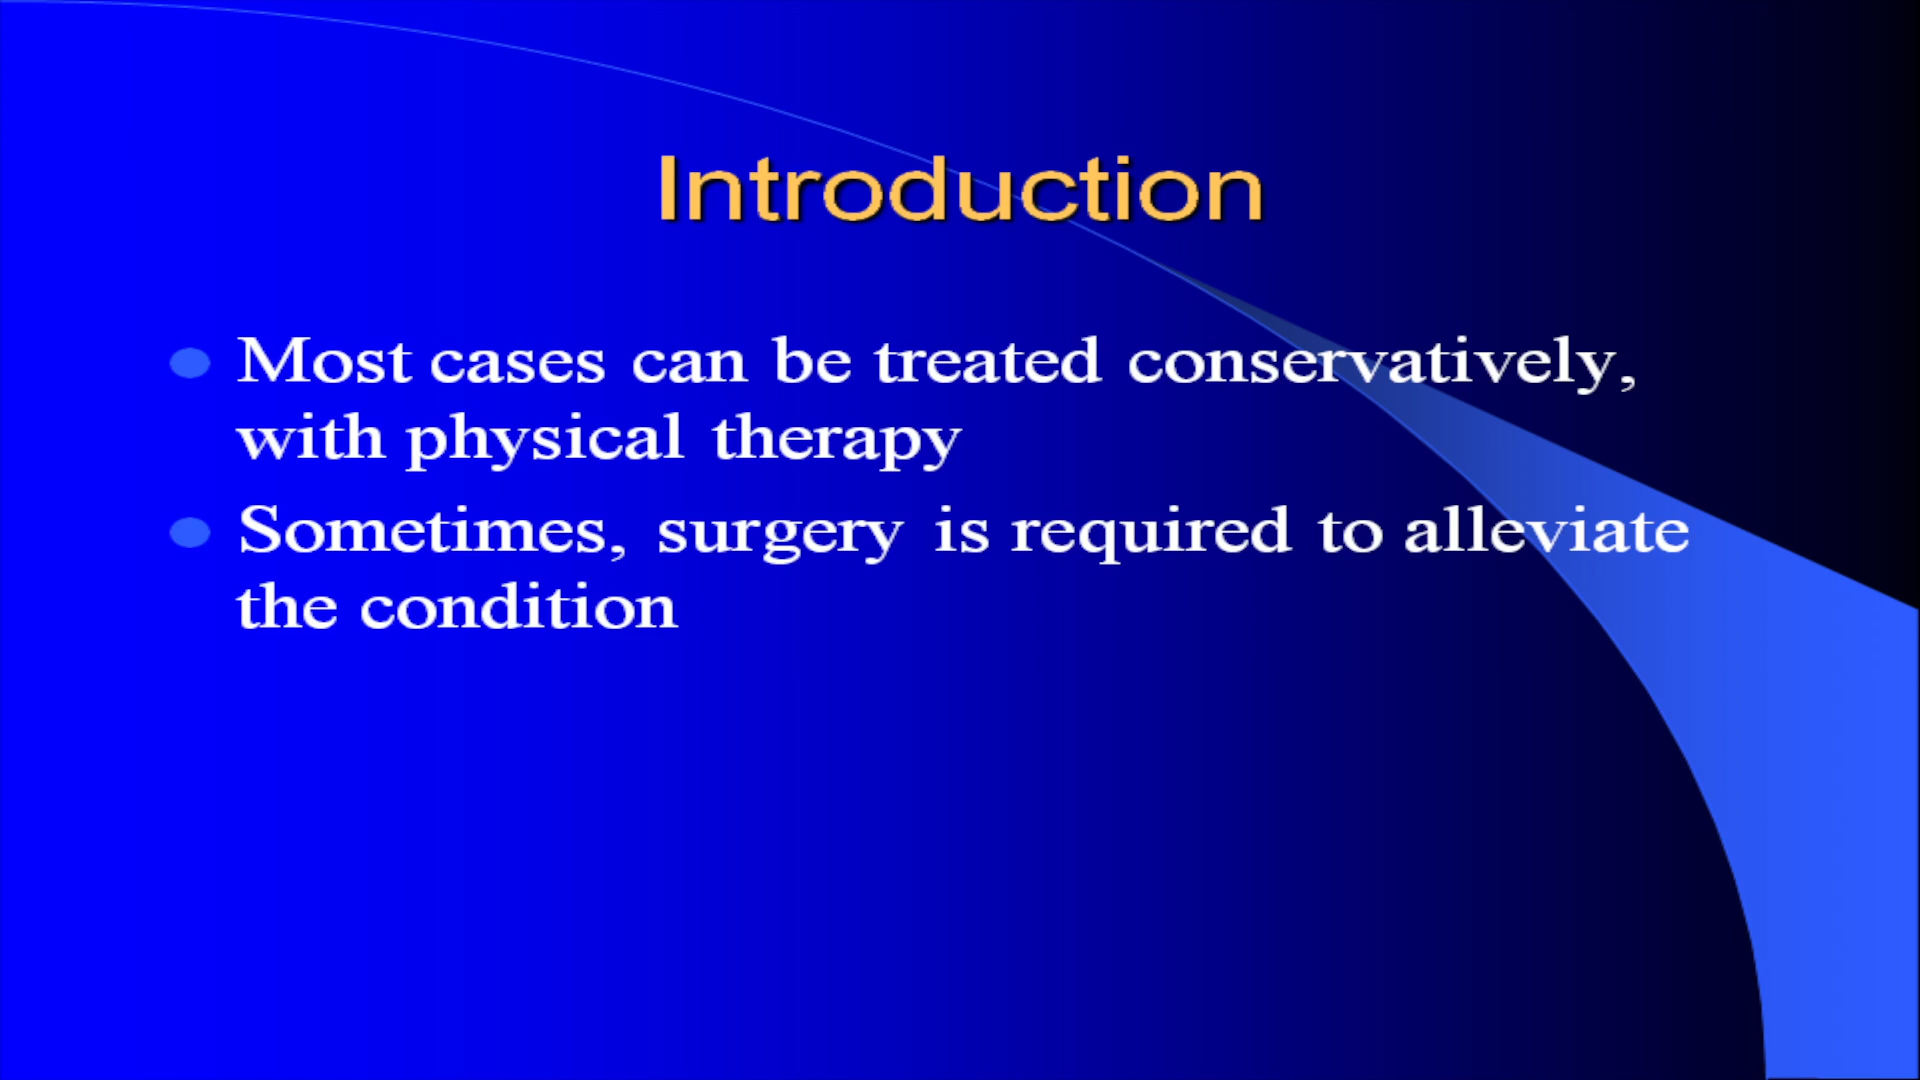 Introduction
Most cases can be treated conservatively,
with physical therapy
Sometimes, surgery is required to alleviate
the condition